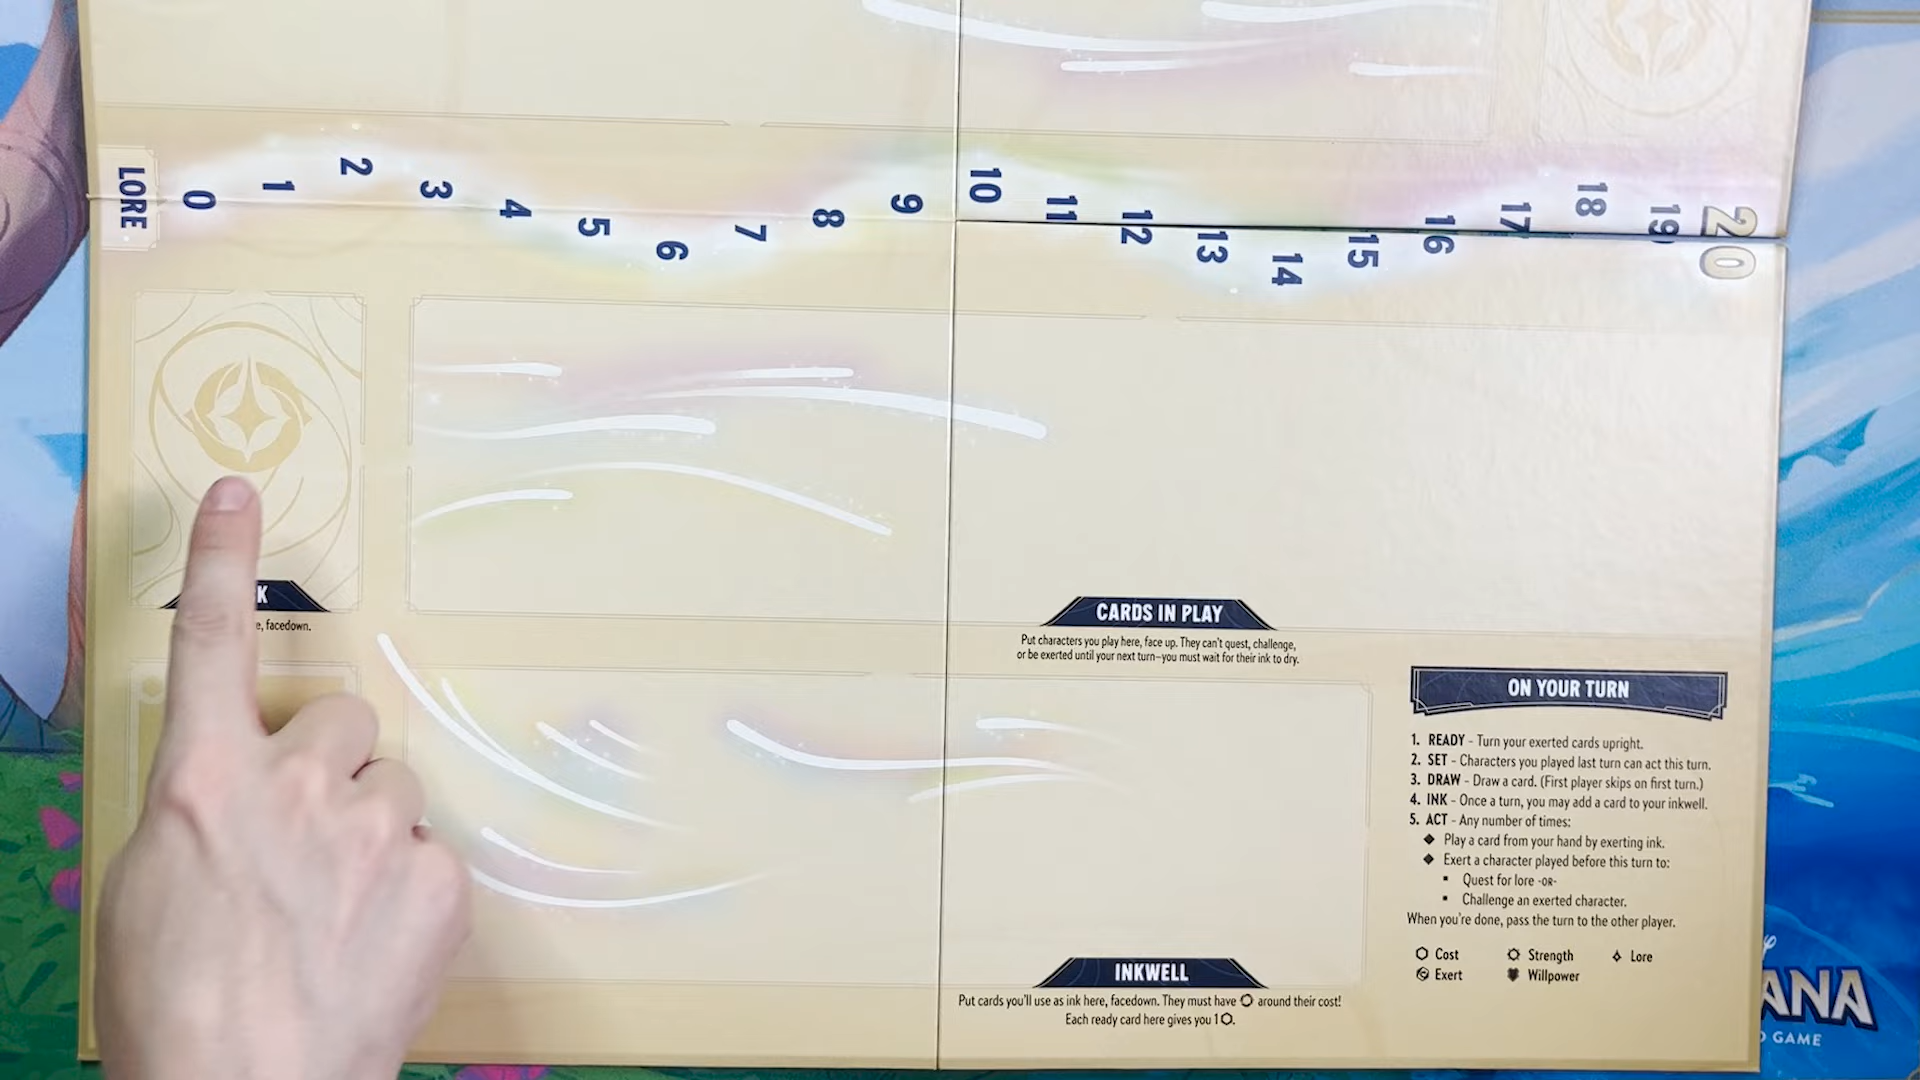 LORE
0
1
2
3
4
5
6
7
8
9
10
11
12
13
14
15
16
17
18
19
20
facedown.
CARDS IN PLAY
Put characters you play here, face up. They can't quest, challenge,
or be exerted until your next turn–you must wait for their ink to dry.
ON YOUR TURN
1. READY - Turn your exerted cards upright.
2. SET - Characters you played last turn can act this turn.
3. DRAW - Draw a card. (First player skips on first turn.)
4. INK - Once a turn, you may add a card to your inkwell.
5. ACT - Any number of times:
Play a card from your hand by exerting ink.
Exert a character played before this turn to:
Quest for lore -OR-
Challenge an exerted character.
When you're done, pass the turn to the other player.
Cost Strength Lore
Exert Willpower
INKWELL
Put cards you'll use as ink here, facedown. They must have around their cost!
Each ready card here gives you 1
GAME